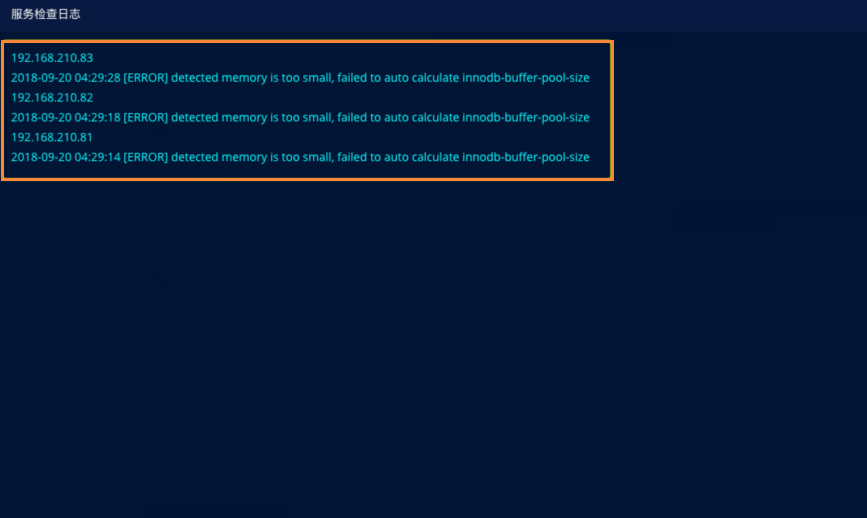 服务检查日志
192.168.210.83
2018-09-20 04:29:28 [ERROR] detected memory is too small, failed to auto calculate innodb-buffer-pool-size
192.168.210.82
2018-09-20 04:29:18 [ERROR] detected memory is too small, failed to auto calculate innodb-buffer-pool-size
192.168.210.81
2018-09-20 04:29:14 [ERROR] detected memory is too small, failed to auto calculate innodb-buffer-pool-size